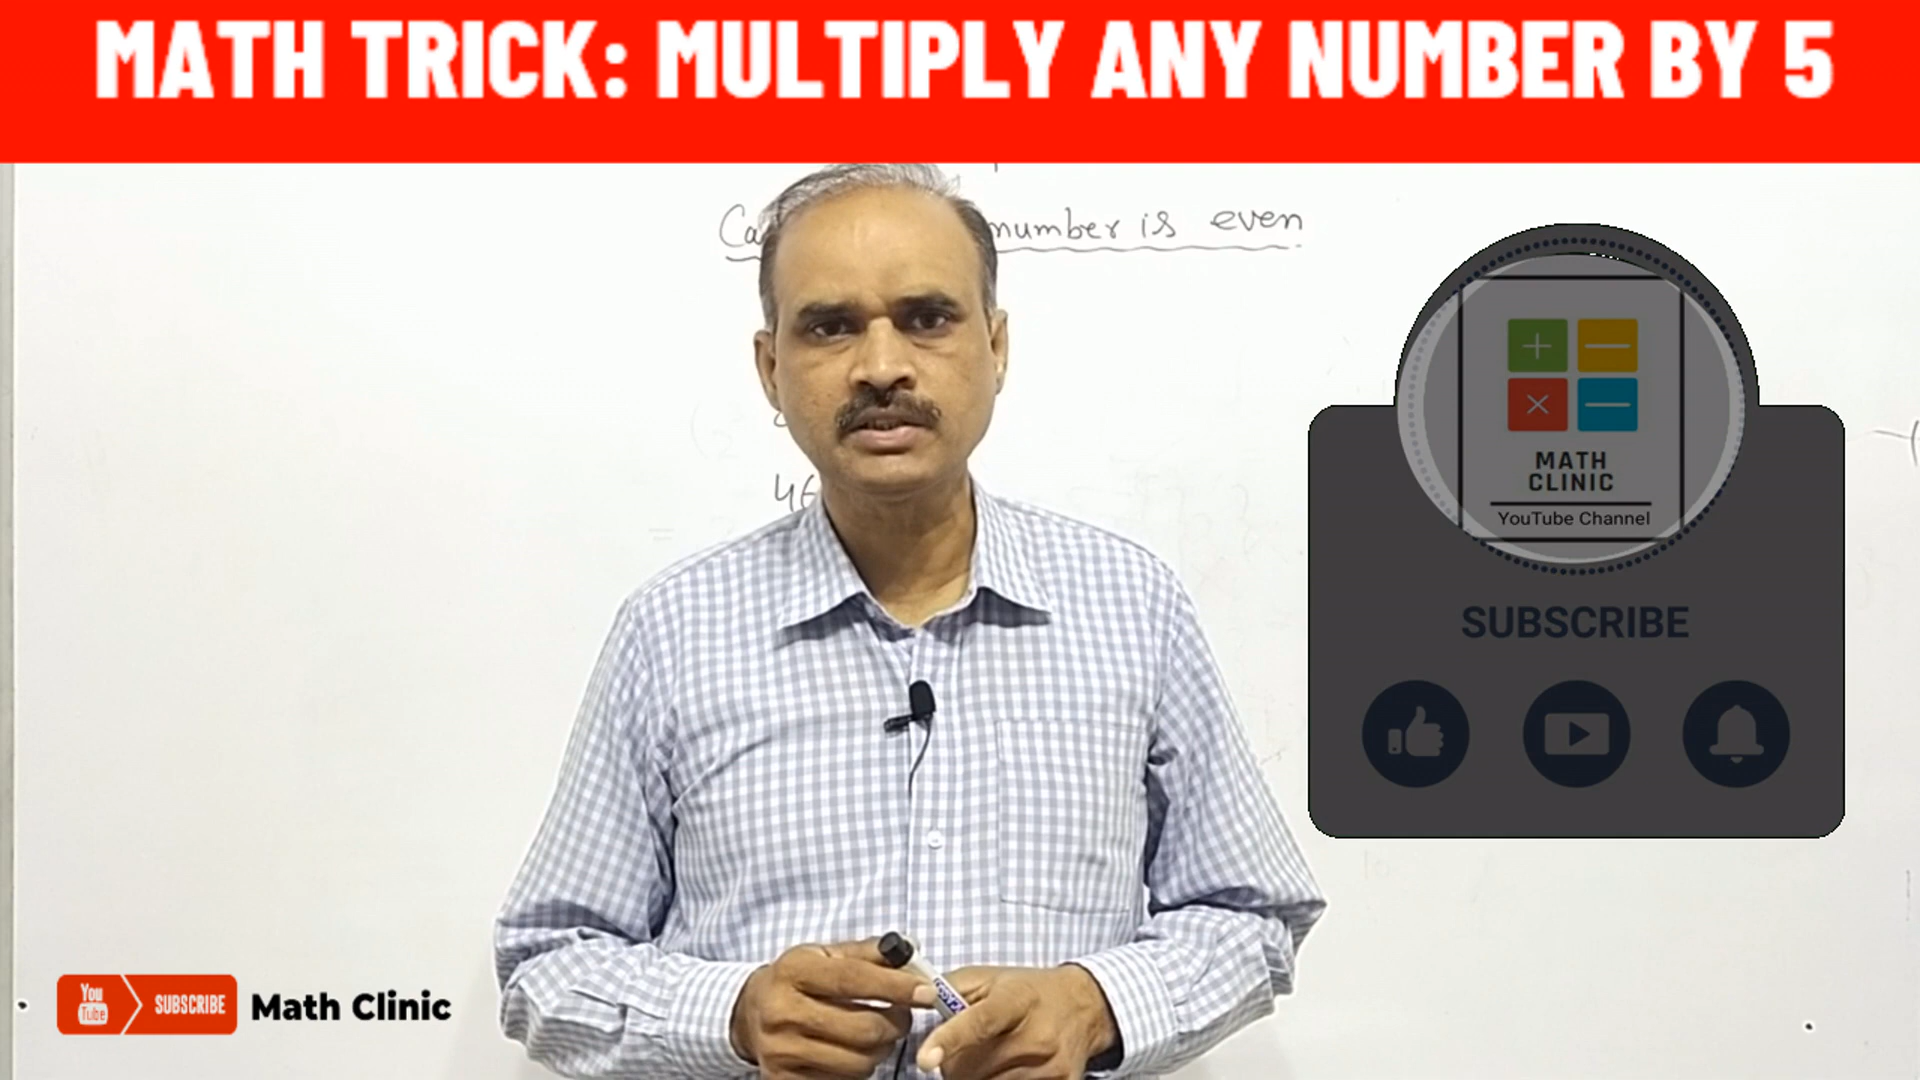 MATH TRICK: MULTIPLY ANY NUMBER BY 5
number is even
MATH
CLINIC
YouTube Channel
SUBSCRIBE
You
Tube
SUBSCRIBE
Math Clinic